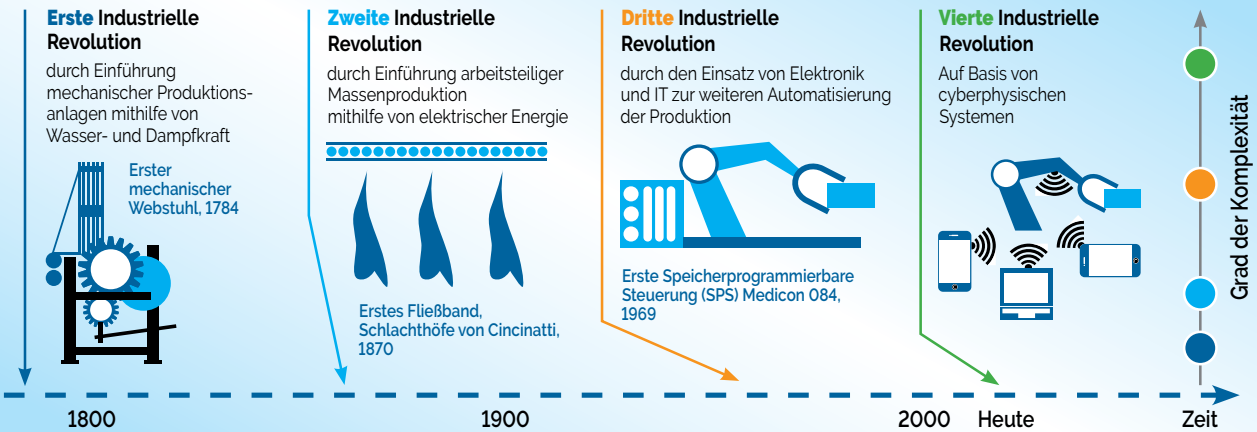 Erste Industrielle
Revolution
durch Einführung
mechanischer Produktions-
anlagen mithilfe von
Wasser- und Dampfkraft
Erster
mechanischer
Webstuhl, 1784
Zweite Industrielle
Revolution
durch Einführung arbeitsteiliger
Massenproduktion
mithilfe von elektrischer Energie
Erstes Fließband,
Schlachthöfe von Cincinatti,
1870
Dritte Industrielle
Revolution
durch den Einsatz von Elektronik
und IT zur weiteren Automatisierung
der Produktion
Erste Speicherprogrammierbare
Steuerung (SPS) Medicon 084,
1969
Vierte Industrielle
Revolution
Auf Basis von
cyberphysischen
Systemen
Grad der Komplexität
1800
1900
2000
Heute
Zeit